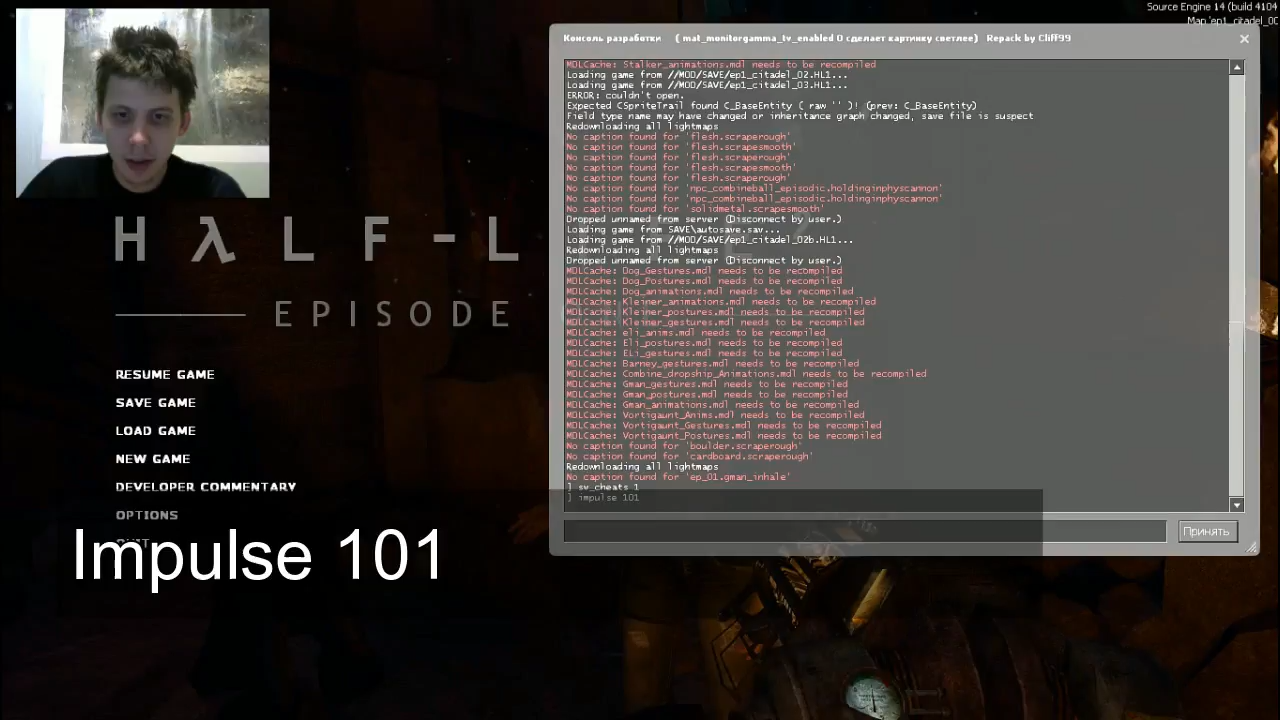 Source Engine 14 (build 4104
Map 'ep1_citadel_00
Консоль разработки ( mat_monitorgamma_tv_enabled 0 сделает картинку светлее) Repack by Cliff99
MDLCache: Stalker_animations.mdl needs to be recompiled
Loading game from //MOD/SAVE/ep1_citadel_02.HL1...
Loading game from //MOD/SAVE/ep1_citadel_03.HL1...
ERROR: couldn't open.
Expected CSpriteTrail found C_BaseEntity ( raw '' )! (prev: C_BaseEntity)
Field type name may have changed or inheritance graph changed, save file is suspect
Redownloading all lightmaps
No caption found for 'flesh.scraperough'
No caption found for 'flesh.scrapesmooth'
No caption found for 'flesh.scraperough'
No caption found for 'flesh.scrapesmooth'
No caption found for 'flesh.scraperough'
No caption found for 'npc_combineball_episodic.holdinginphyscannon'
No caption found for 'npc_combineball_episodic.holdinginphyscannon'
No caption found for 'solidmetal.scrapesmooth'
Dropped unnamed from server (Disconnect by user.)
Loading game from SAVE\autosave.sav...
Loading game from //MOD/SAVE/ep1_citadel_02b.HL1...
Redownloading all lightmaps
Dropped unnamed from server (Disconnect by user.)
MDLCache: Dog_Gestures.mdl needs to be recompiled
MDLCache: Dog_Postures.mdl needs to be recompiled
MDLCache: Dog_animations.mdl needs to be recompiled
MDLCache: Kleiner_animations.mdl needs to be recompiled
MDLCache: Kleiner_postures.mdl needs to be recompiled
MDLCache: Kleiner_gestures.mdl needs to be recompiled
MDLCache: eli_anims.mdl needs to be recompiled
MDLCache: Eli_postures.mdl needs to be recompiled
MDLCache: ELi_gestures.mdl needs to be recompiled
MDLCache: Barney_gestures.mdl needs to be recompiled
MDLCache: Combine_dropship_Animations.mdl needs to be recompiled
MDLCache: Gman_gestures.mdl needs to be recompiled
MDLCache: Gman_postures.mdl needs to be recompiled
MDLCache: Gman_animations.mdl needs to be recompiled
MDLCache: Vortigaunt_Anims.mdl needs to be recompiled
MDLCache: Vortigaunt_Gestures.mdl needs to be recompiled
MDLCache: Vortigaunt_Postures.mdl needs to be recompiled
No caption found for 'boulder.scraperough'
No caption found for 'cardboard.scraperough'
Redownloading all lightmaps
No caption found for 'ep_01.gman_inhale'
] sv_cheats 1
] impulse 101
Принять
H λ L F - L
EPISODE
RESUME GAME
SAVE GAME
LOAD GAME
NEW GAME
DEVELOPER COMMENTARY
OPTIONS
QUIT
Impulse 101